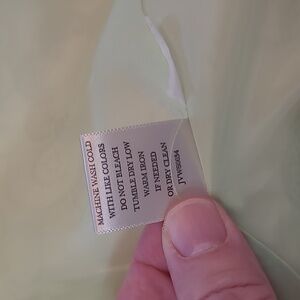 MACHINE WASH COLD
WITH LIKE COLORS
DO NOT BLEACH
TUMBLE DRY LOW
WARM IRON
IF NEEDED
OR DRY CLEAN